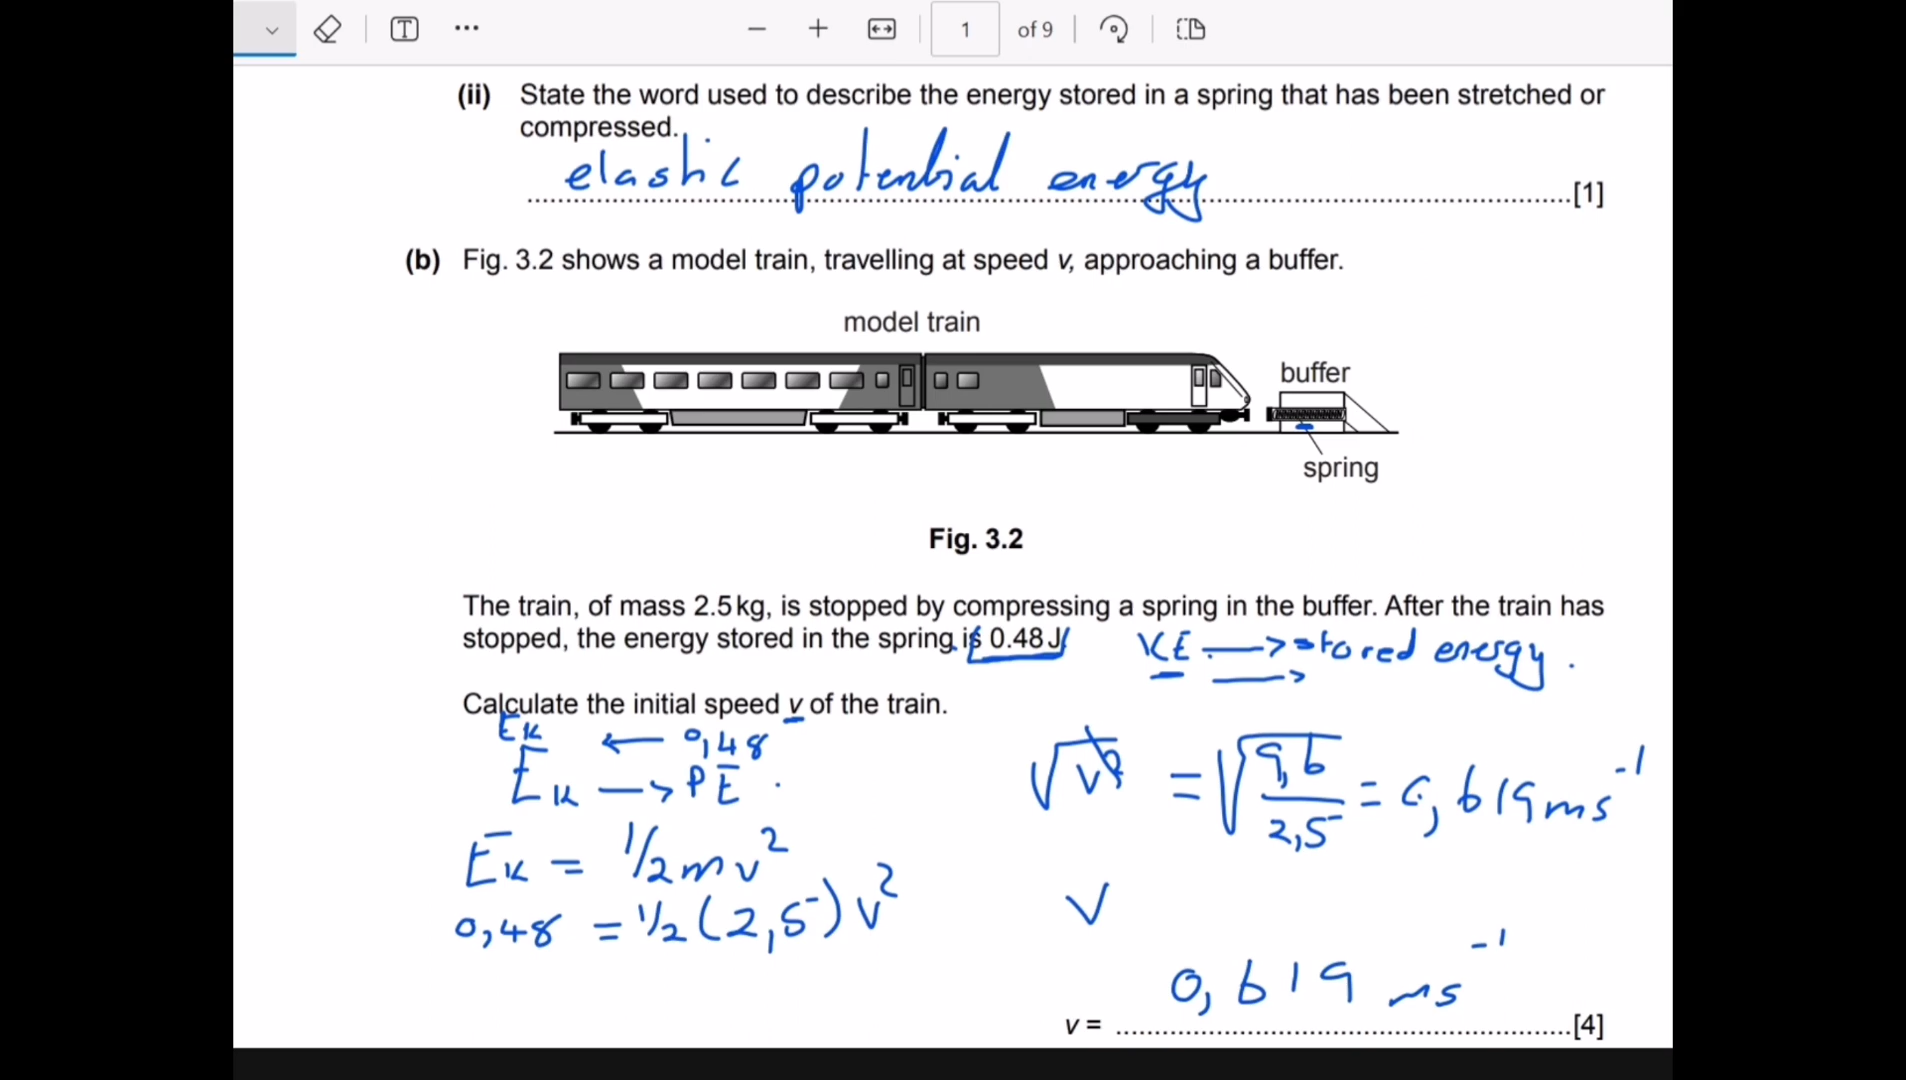 1 of 9
(ii) State the word used to describe the energy stored in a spring that has been stretched or
compressed.
elastic potential energy
[1]
(b) Fig. 3.2 shows a model train, travelling at speed v, approaching a buffer.
model train
buffer
spring
Fig. 3.2
The train, of mass 2.5 kg, is stopped by compressing a spring in the buffer. After the train has
stopped, the energy stored in the spring is 0.48 J.
KE → stored energy.
Calculate the initial speed v of the train.
EK ← 0,48
EK → PE.
√v² = √9,6/2,5 = 0,619 ms⁻¹
EK = 1/2 mv²
0,48 = 1/2 (2,5) v²
v
0,619 ms⁻¹
v = [4]